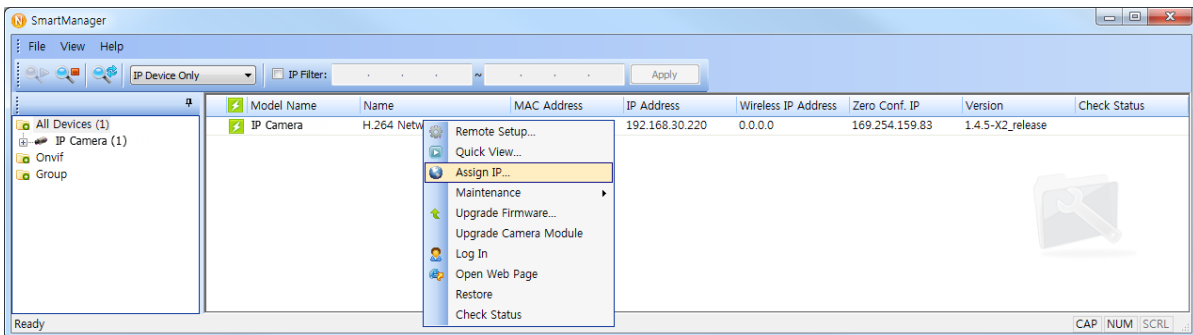 SmartManager
File View Help
IP Device Only IP Filter: . . . ~ . . . Apply
Model Name Name MAC Address IP Address Wireless IP Address Zero Conf. IP Version Check Status
All Devices (1)
IP Camera (1)
Onvif
Group
IP Camera H.264 Netw 192.168.30.220 0.0.0.0 169.254.159.83 1.4.5-X2_release
Remote Setup...
Quick View...
Assign IP...
Maintenance
Upgrade Firmware...
Upgrade Camera Module
Log In
Open Web Page
Restore
Check Status
Ready CAP NUM SCRL